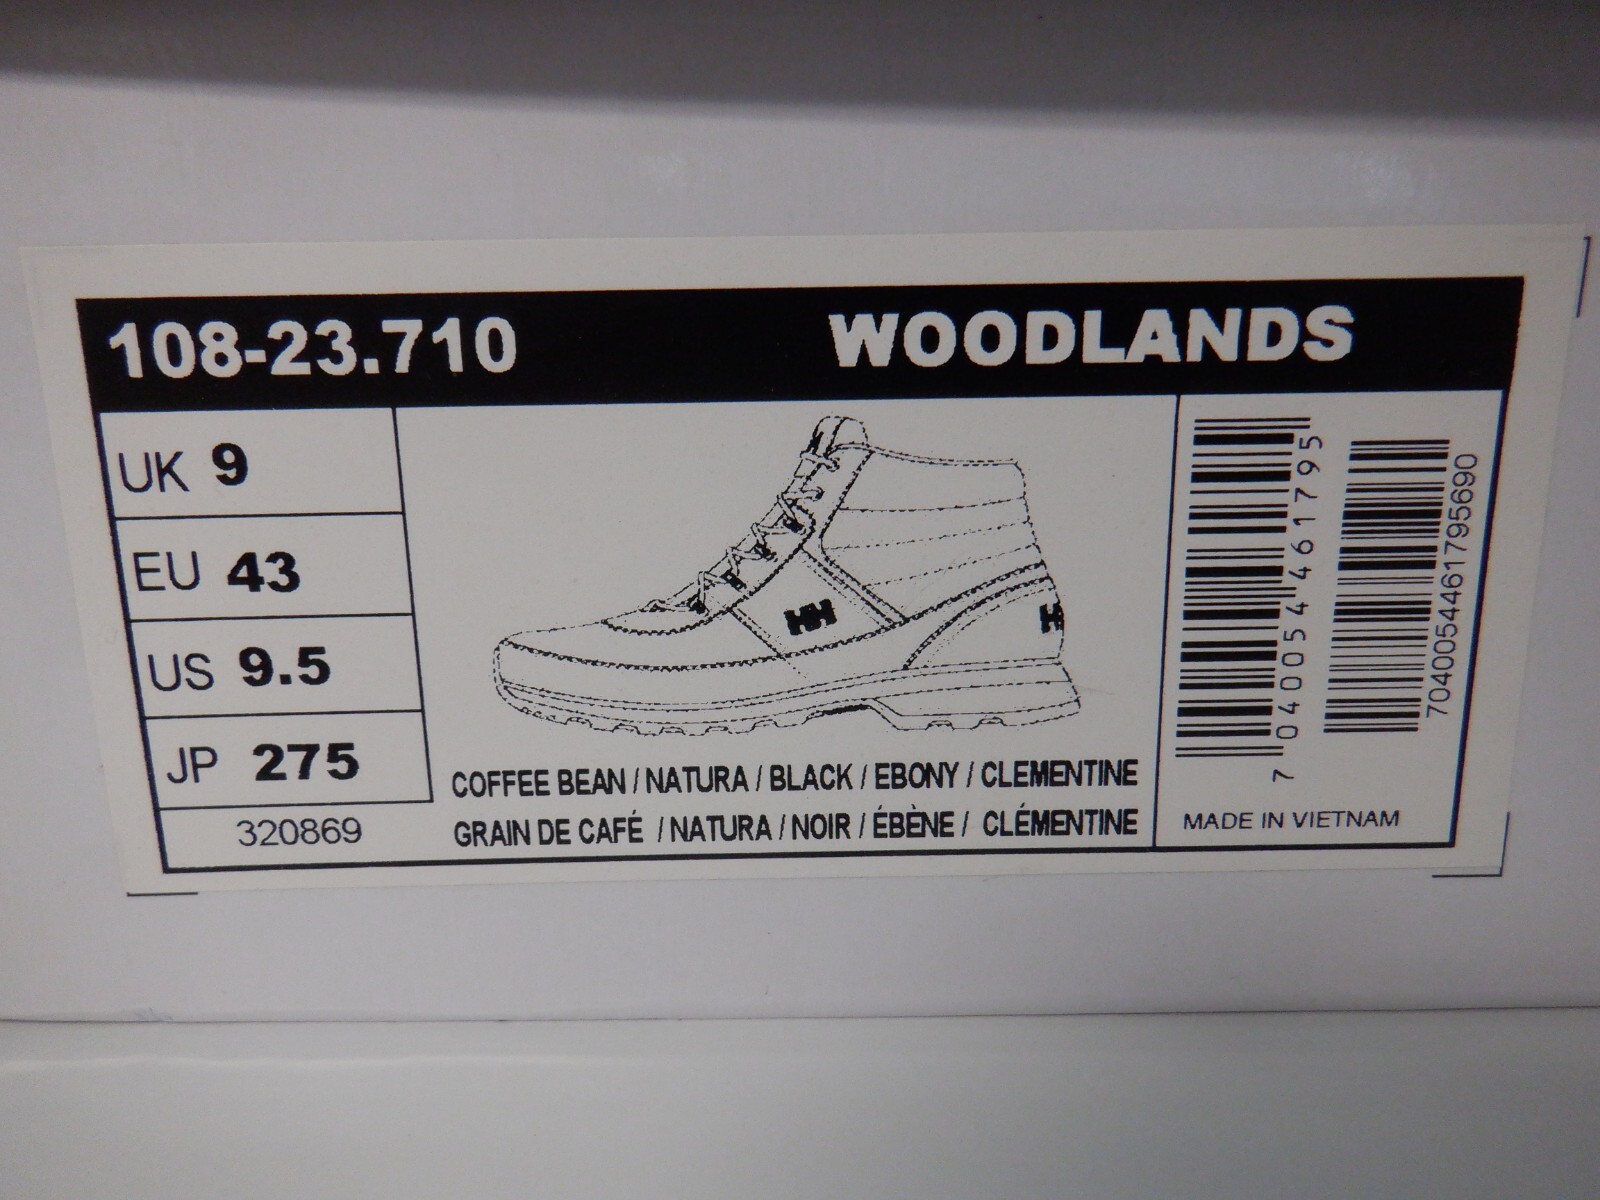 108-23.710 WOODLANDS
UK 9
EU 43
US 9.5
JP 275
320869
HH
H
COFFEE BEAN / NATURA / BLACK / EBONY / CLEMENTINE
GRAIN DE CAFÉ / NATURA / NOIR / ÉBÈNE / CLÉMENTINE
7 040054 461795
7040054461795690
MADE IN VIETNAM